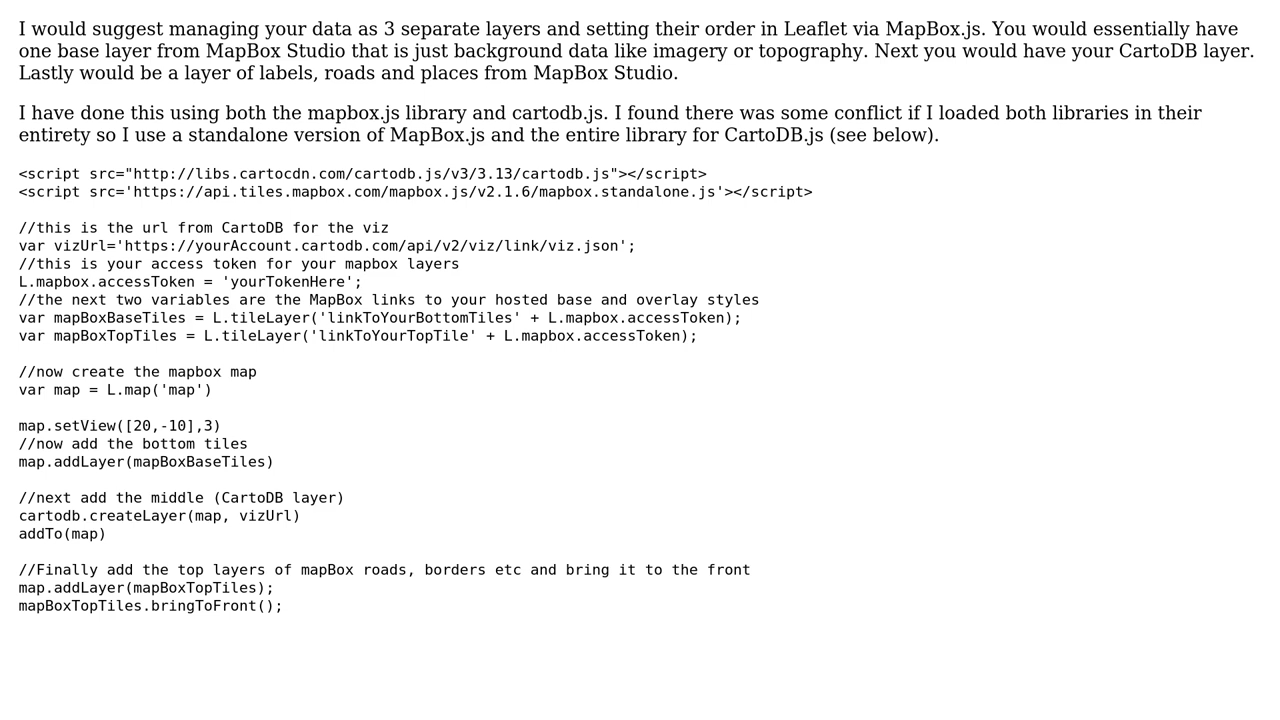 I would suggest managing your data as 3 separate layers and setting their order in Leaflet via MapBox.js. You would essentially have
one base layer from MapBox Studio that is just background data like imagery or topography. Next you would have your CartoDB layer.
Lastly would be a layer of labels, roads and places from MapBox Studio.
I have done this using both the mapbox.js library and cartodb.js. I found there was some conflict if I loaded both libraries in their
entirety so I use a standalone version of MapBox.js and the entire library for CartoDB.js (see below).
<script src="http://libs.cartocdn.com/cartodb.js/v3/3.13/cartodb.js"></script>
<script src='https://api.tiles.mapbox.com/mapbox.js/v2.1.6/mapbox.standalone.js'></script>
//this is the url from CartoDB for the viz
var vizUrl='https://yourAccount.cartodb.com/api/v2/viz/link/viz.json';
//this is your access token for your mapbox layers
L.mapbox.accessToken = 'yourTokenHere';
//the next two variables are the MapBox links to your hosted base and overlay styles
var mapBoxBaseTiles = L.tileLayer('linkToYourBottomTiles' + L.mapbox.accessToken);
var mapBoxTopTiles = L.tileLayer('linkToYourTopTile' + L.mapbox.accessToken);
//now create the mapbox map
var map = L.map('map')
map.setView([20,-10],3)
//now add the bottom tiles
map.addLayer(mapBoxBaseTiles)
//next add the middle (CartoDB layer)
cartodb.createLayer(map, vizUrl)
addTo(map)
//Finally add the top layers of mapBox roads, borders etc and bring it to the front
map.addLayer(mapBoxTopTiles);
mapBoxTopTiles.bringToFront();